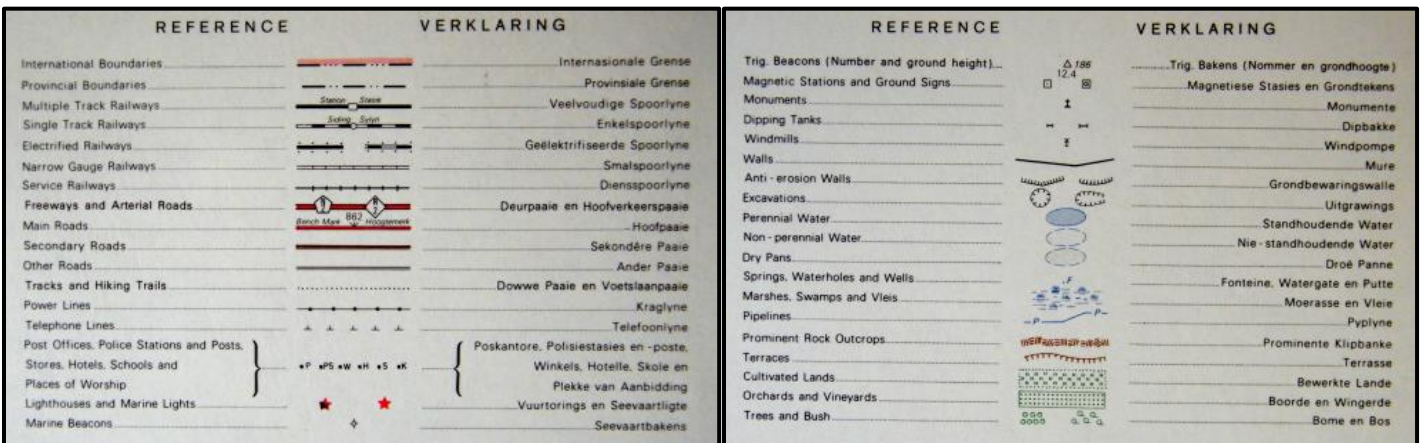 REFERENCE VERKLARING
International Boundaries Internasionale Grense
Provincial Boundaries Provinsiale Grense
Multiple Track Railways Station Stasie Veelvoudige Spoorlyne
Single Track Railways Siding Sylyn Enkelspoorlyne
Electrified Railways Geëlektrifiseerde Spoorlyne
Narrow Gauge Railways Smalspoorlyne
Service Railways Diensspoorlyne
Freeways and Arterial Roads N 2 R 2 Deurpaaie en Hoofverkeerspaaie
Main Roads Bench Mark 862 Hoogtemerk Hoofpaaie
Secondary Roads Sekondêre Paaie
Other Roads Ander Paaie
Tracks and Hiking Trails Dowwe Paaie en Voetslaanpaaie
Power Lines Kraglyne
Telephone Lines Telefoonlyne
Post Offices, Police Stations and Posts, Poskantore, Polisiestasies en -poste,
Stores, Hotels, Schools and P PS W H S K Winkels, Hotelle, Skole en
Places of Worship Plekke van Aanbidding
Lighthouses and Marine Lights Vuurtorings en Seevaartligte
Marine Beacons Seevaartbakens
REFERENCE VERKLARING
Trig. Beacons (Number and ground height) 186 Trig. Bakens (Nommer en grondhoogte)
12.4
Magnetic Stations and Ground Signs Magnetiese Stasies en Grondtekens
Monuments Monumente
Dipping Tanks Dipbakke
Windmills Windpompe
Walls Mure
Anti-erosion Walls Grondbewaringswalle
Excavations Uitgrawings
Perennial Water Standhoudende Water
Non-perennial Water Nie-standhoudende Water
Dry Pans Droë Panne
Springs, Waterholes and Wells F Fonteine, Watergate en Putte
Marshes, Swamps and Vleis Moerasse en Vleie
Pipelines P P Pyplyne
Prominent Rock Outcrops Prominente Klipbanke
Terraces Terrasse
Cultivated Lands Bewerkte Lande
Orchards and Vineyards Boorde en Wingerde
Trees and Bush Bome en Bos